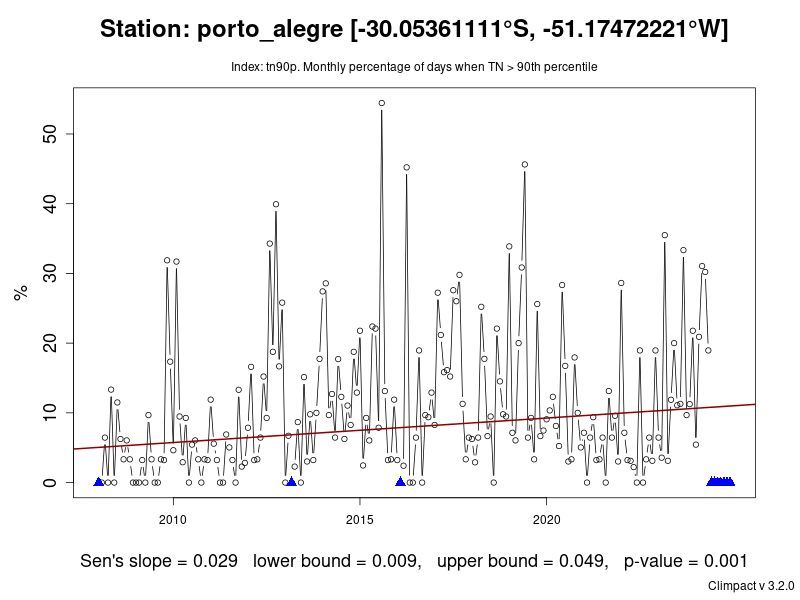 Station: porto_alegre [-30.05361111°S, -51.17472221°W]
Index: tn90p. Monthly percentage of days when TN > 90th percentile
%
50
40
30
20
10
0
2010 2015 2020
Sen's slope = 0.029 lower bound = 0.009, upper bound = 0.049, p-value = 0.001
Climpact v 3.2.0